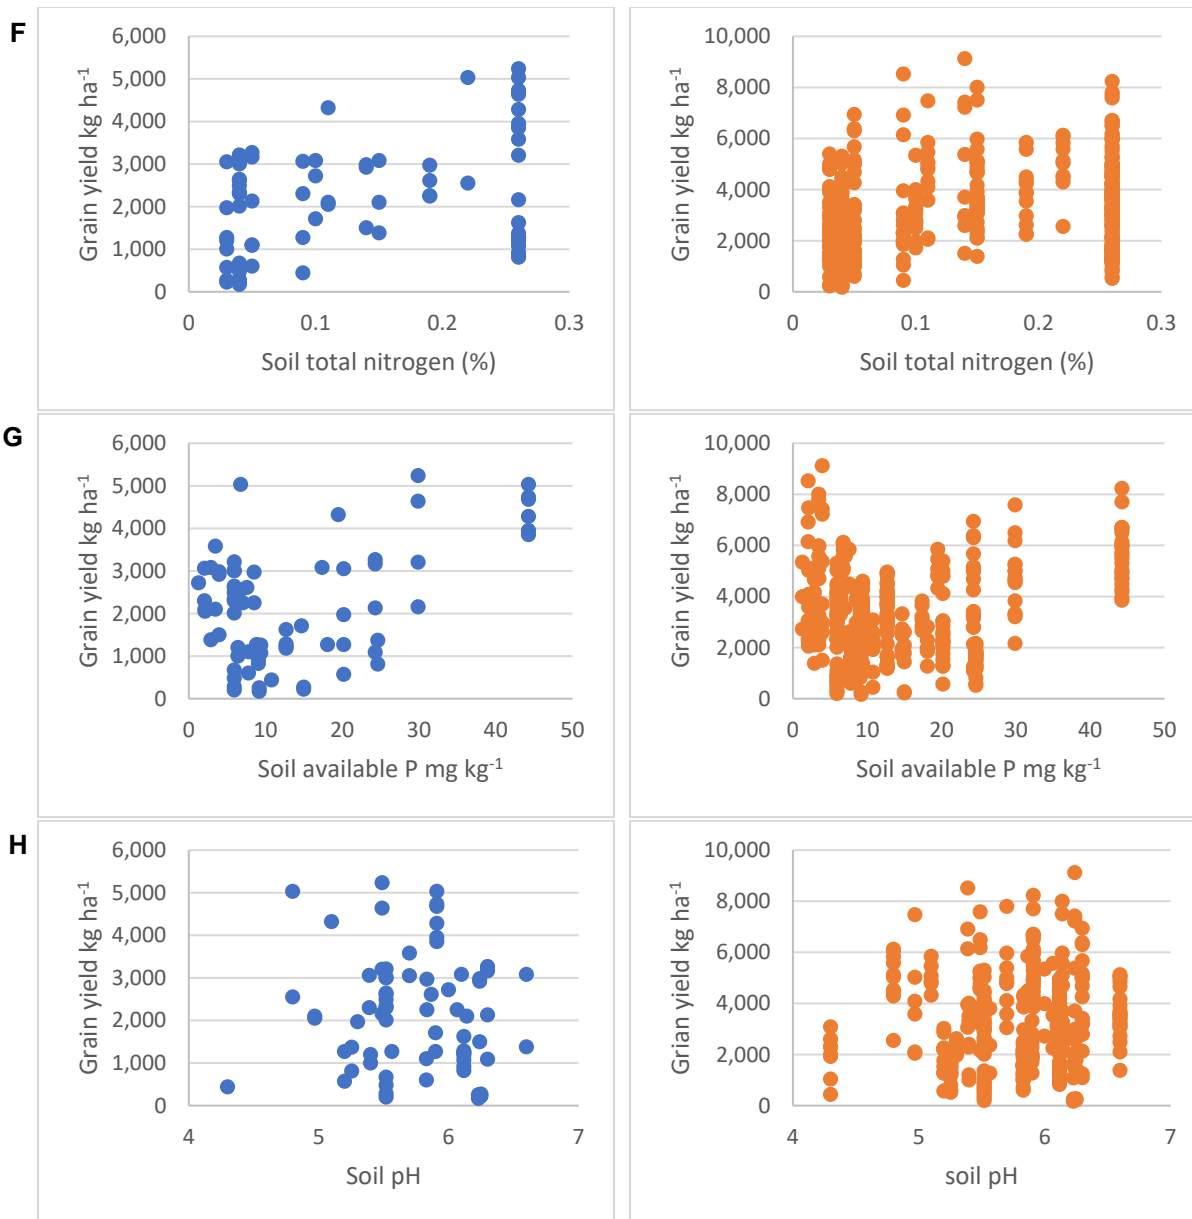 F
6,000
5,000
4,000
3,000
2,000
1,000
0
Grain yield kg ha⁻¹
0 0.1 0.2 0.3
Soil total nitrogen (%)
10,000
8,000
6,000
4,000
2,000
0
Grain yield kg ha⁻¹
0 0.1 0.2 0.3
Soil total nitrogen (%)
G
6,000
5,000
4,000
3,000
2,000
1,000
0
Grain yield kg ha⁻¹
0 10 20 30 40 50
Soil available P mg kg⁻¹
10,000
8,000
6,000
4,000
2,000
0
Grain yield kg ha⁻¹
0 10 20 30 40 50
Soil available P mg kg⁻¹
H
6,000
5,000
4,000
3,000
2,000
1,000
0
Grain yield kg ha⁻¹
4 5 6 7
Soil pH
10,000
8,000
6,000
4,000
2,000
0
Grian yield kg ha⁻¹
4 5 6 7
soil pH